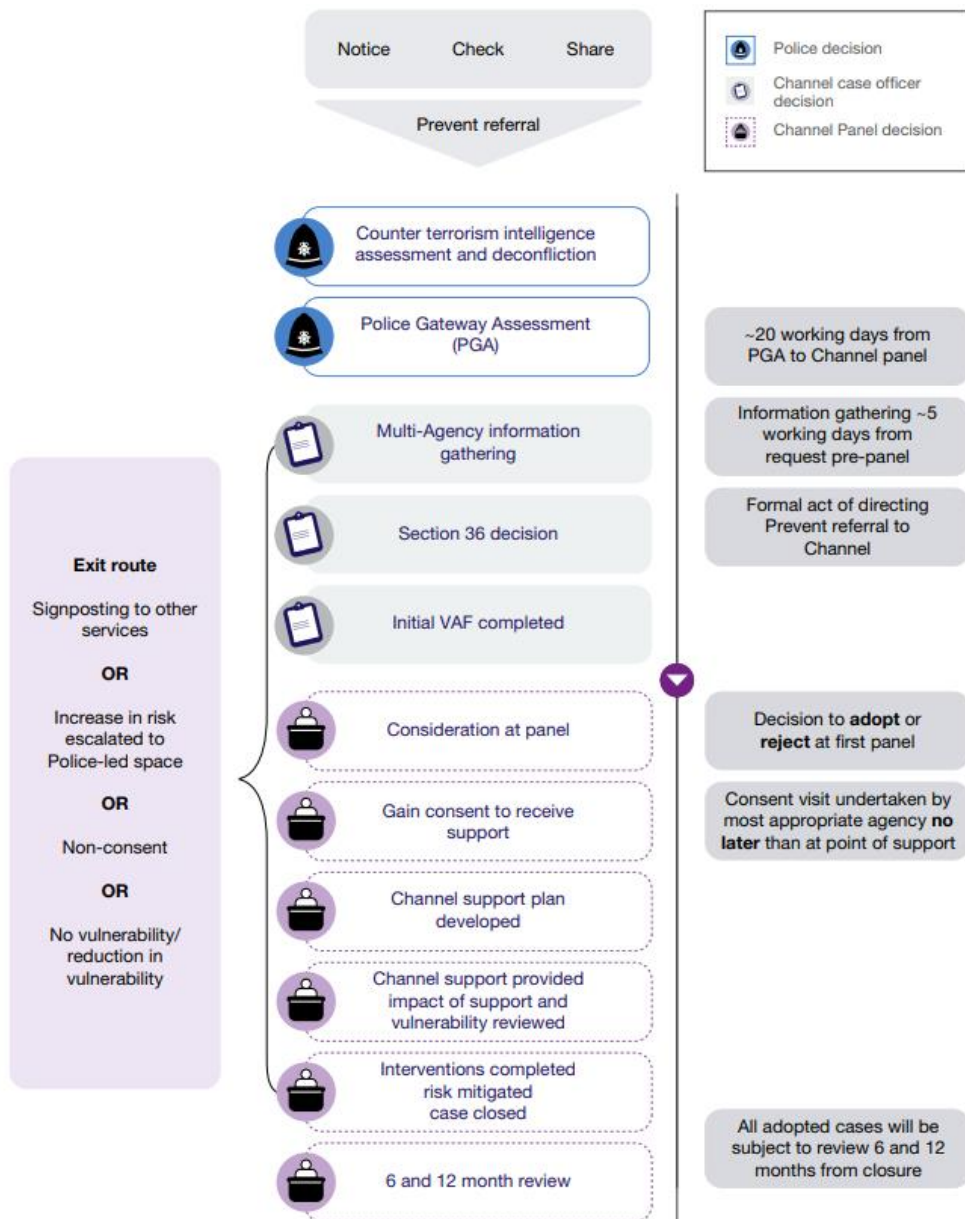 Notice Check Share
Prevent referral
Police decision
Channel case officer
decision
Channel Panel decision
Counter terrorism intelligence
assessment and deconfliction
Police Gateway Assessment
(PGA)
~20 working days from
PGA to Channel panel
Multi-Agency information
gathering
Information gathering ~5
working days from
request pre-panel
Section 36 decision
Formal act of directing
Prevent referral to
Channel
Initial VAF completed
Exit route
Signposting to other
services
OR
Increase in risk
escalated to
Police-led space
OR
Non-consent
OR
No vulnerability/
reduction in
vulnerability
Consideration at panel
Decision to adopt or
reject at first panel
Gain consent to receive
support
Consent visit undertaken by
most appropriate agency no
later than at point of support
Channel support plan
developed
Channel support provided
impact of support and
vulnerability reviewed
Interventions completed
risk mitigated
case closed
6 and 12 month review
All adopted cases will be
subject to review 6 and 12
months from closure